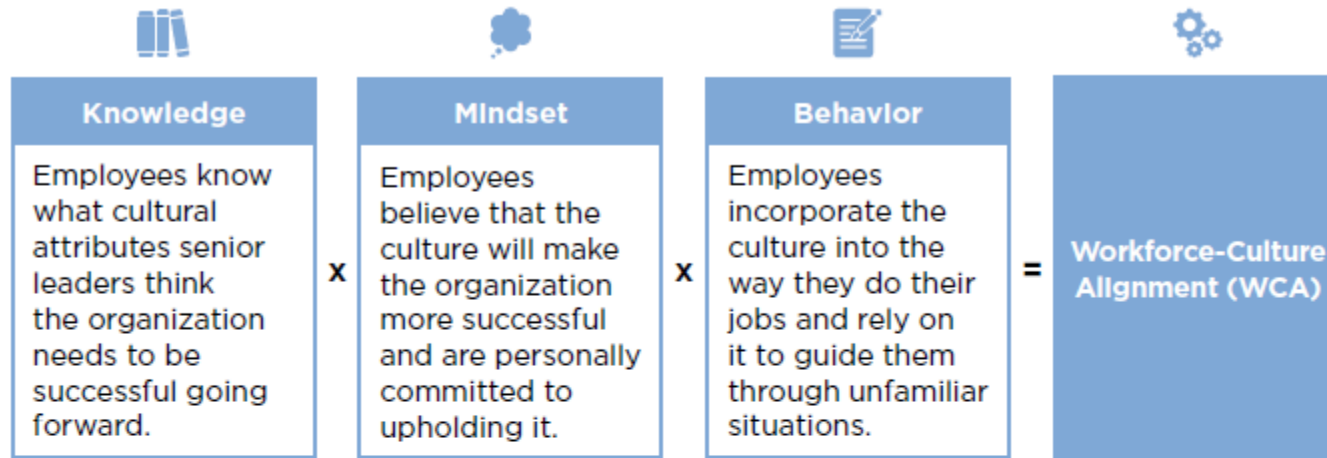 Knowledge
Employees know
what cultural
attributes senior
leaders think
the organization
needs to be
successful going
forward.
x
Mindset
Employees
believe that the
culture will make
the organization
more successful
and are personally
committed to
upholding it.
x
Behavior
Employees
incorporate the
culture into the
way they do their
jobs and rely on
it to guide them
through unfamiliar
situations.
=
Workforce-Culture
Alignment (WCA)